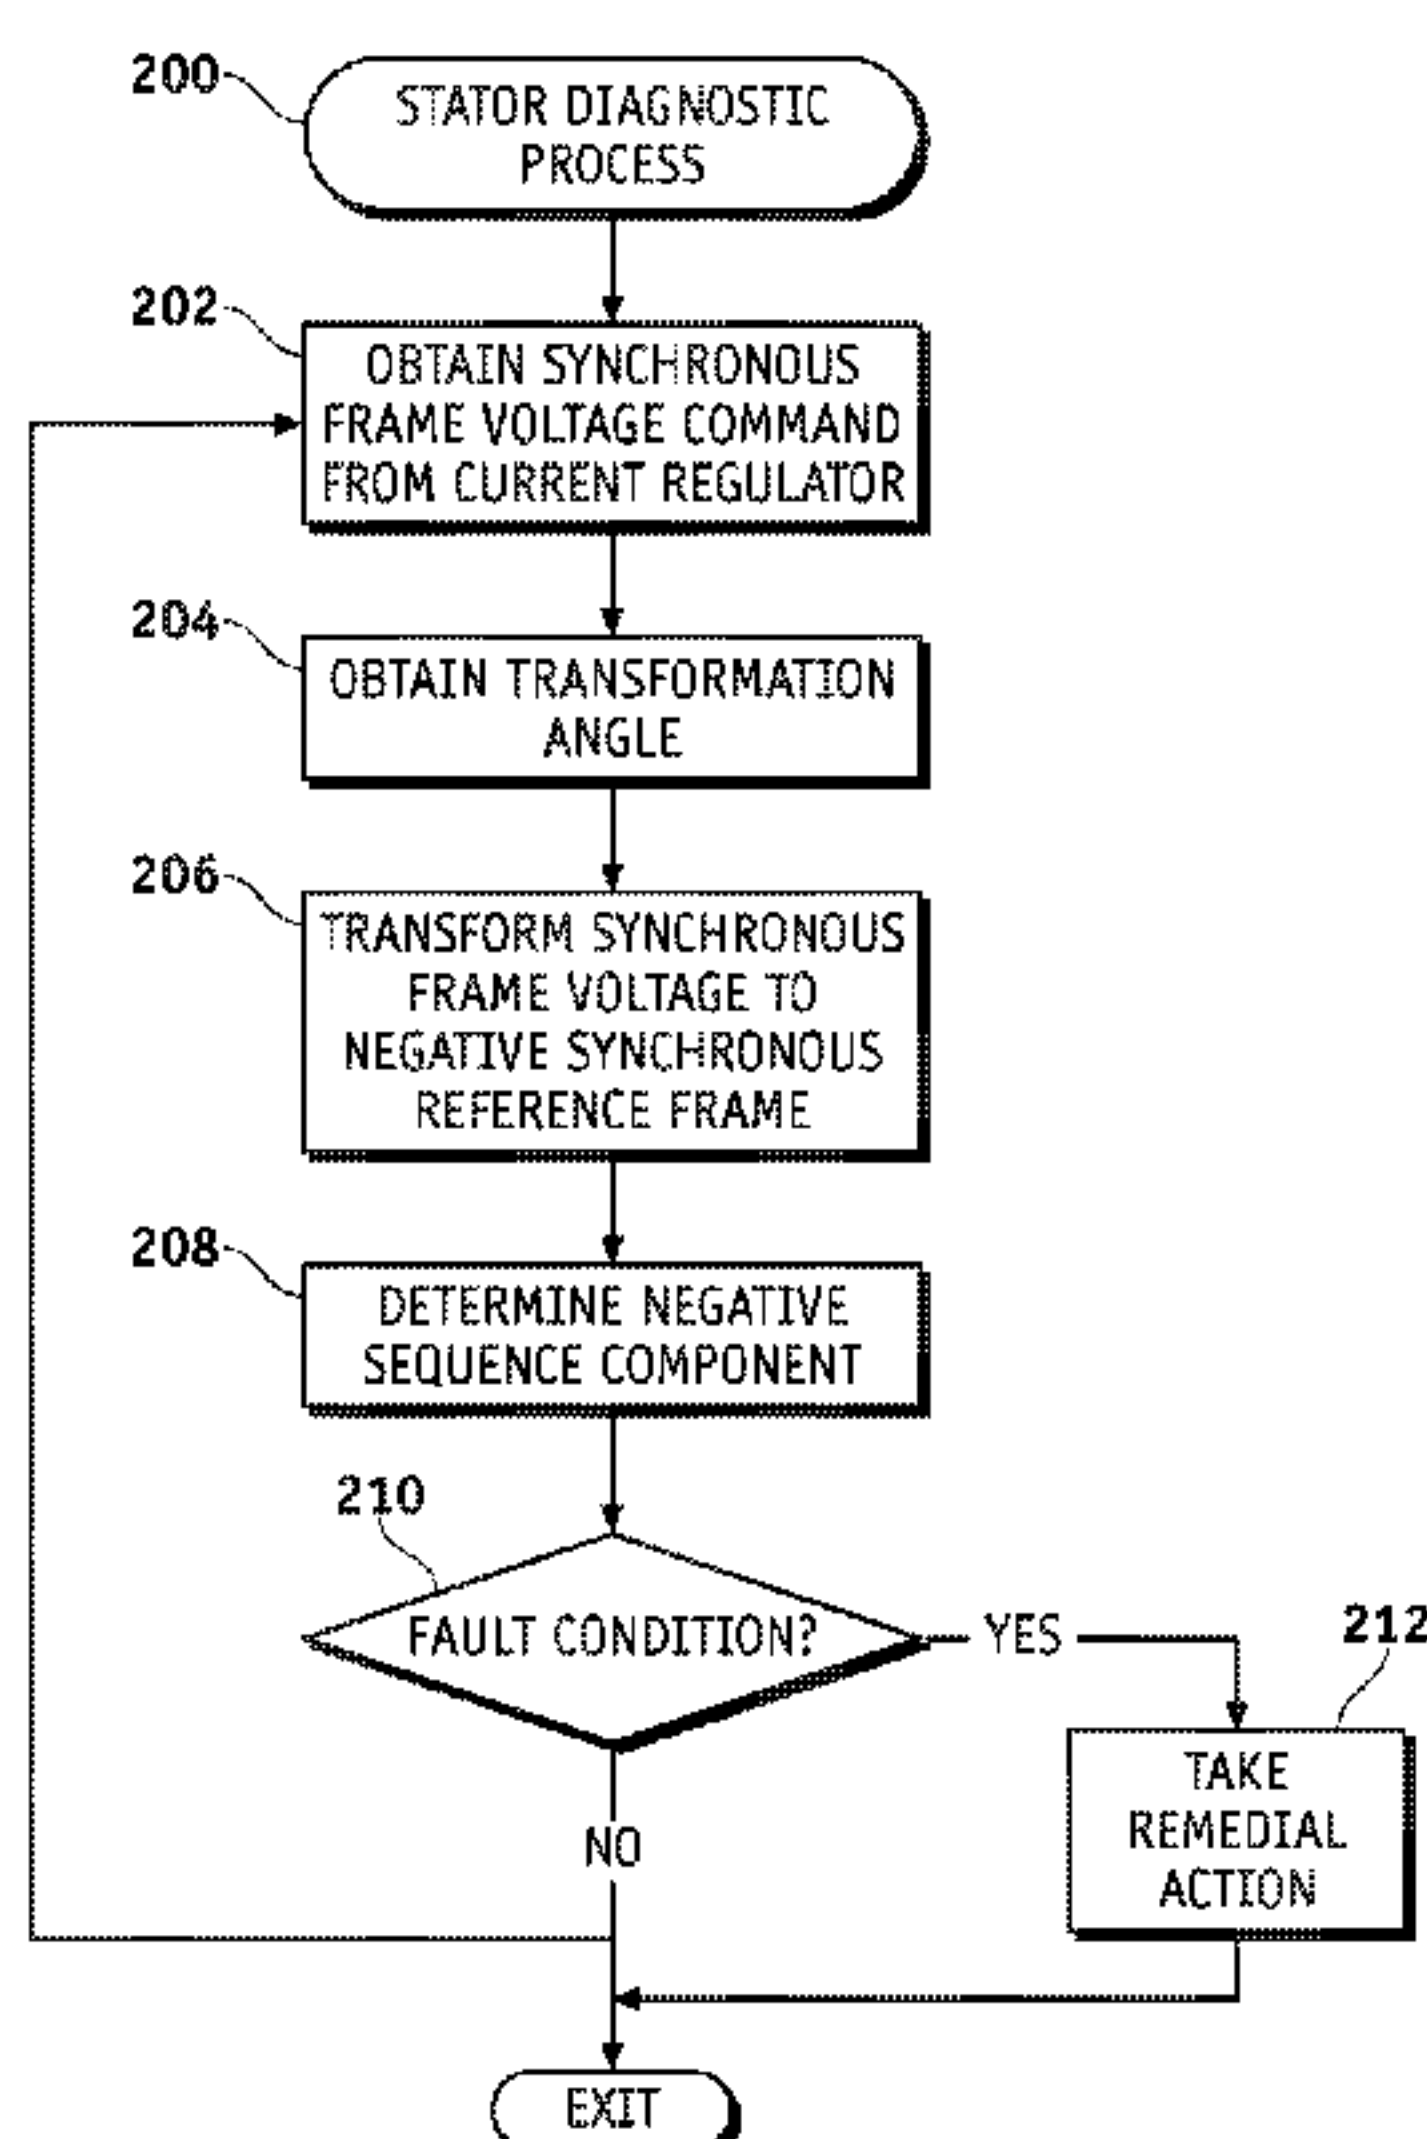 200
STATOR DIAGNOSTIC
PROCESS
202
OBTAIN SYNCHRONOUS
FRAME VOLTAGE COMMAND
FROM CURRENT REGULATOR
204
OBTAIN TRANSFORMATION
ANGLE
206
TRANSFORM SYNCHRONOUS
FRAME VOLTAGE TO
NEGATIVE SYNCHRONOUS
REFERENCE FRAME
208
DETERMINE NEGATIVE
SEQUENCE COMPONENT
210
FAULT CONDITION?
YES
212
TAKE
REMEDIAL
ACTION
NO
EXIT